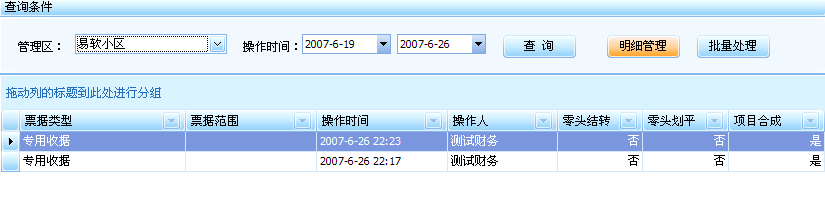 查询条件
管理区： 易软小区 操作时间： 2007-6-19 2007-6-26 查 询 明细管理 批量处理
拖动列的标题到此处进行分组
票据类型 票据范围 操作时间 操作人 零头结转 零头划平 项目合成
专用收据 2007-6-26 22:23 测试财务 否 否 是
专用收据 2007-6-26 22:17 测试财务 否 否 是